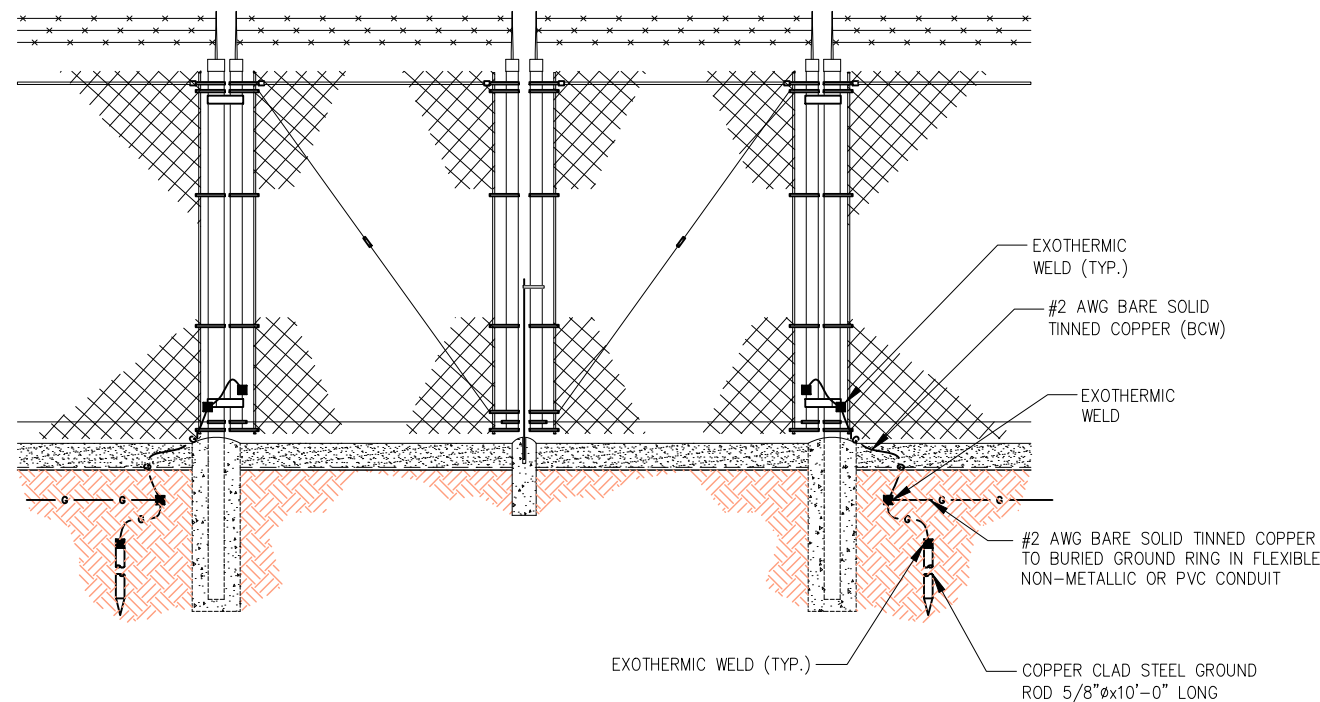 EXOTHERMIC
WELD (TYP.)
#2 AWG BARE SOLID
TINNED COPPER (BCW)
EXOTHERMIC
WELD
G
G
G
G
G
G
G
G
G
G
#2 AWG BARE SOLID TINNED COPPER
TO BURIED GROUND RING IN FLEXIBLE
NON-METALLIC OR PVC CONDUIT
EXOTHERMIC WELD (TYP.)
COPPER CLAD STEEL GROUND
ROD 5/8"øx10'-0" LONG